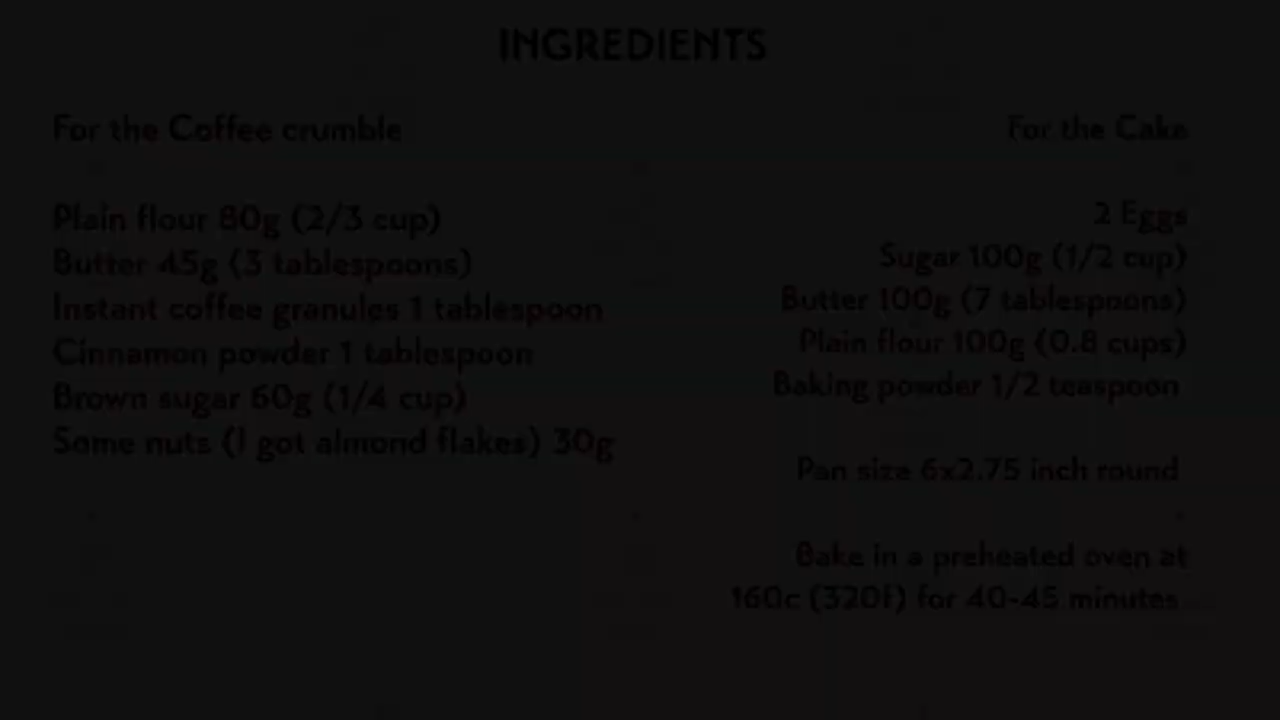 INGREDIENTS
For the Coffee crumble
Plain flour 80g (2/3 cup)
Butter 45g (3 tablespoons)
Instant coffee granules 1 tablespoon
Cinnamon powder 1 tablespoon
Brown sugar 60g (1/4 cup)
Some nuts (I got almond flakes) 30g
For the Cake
2 Eggs
Sugar 100g (1/2 cup)
Butter 100g (7 tablespoons)
Plain flour 100g (0.8 cups)
Baking powder 1/2 teaspoon
Pan size 6x2.75 inch round
Bake in a preheated oven at
160c (320f) for 40-45 minutes